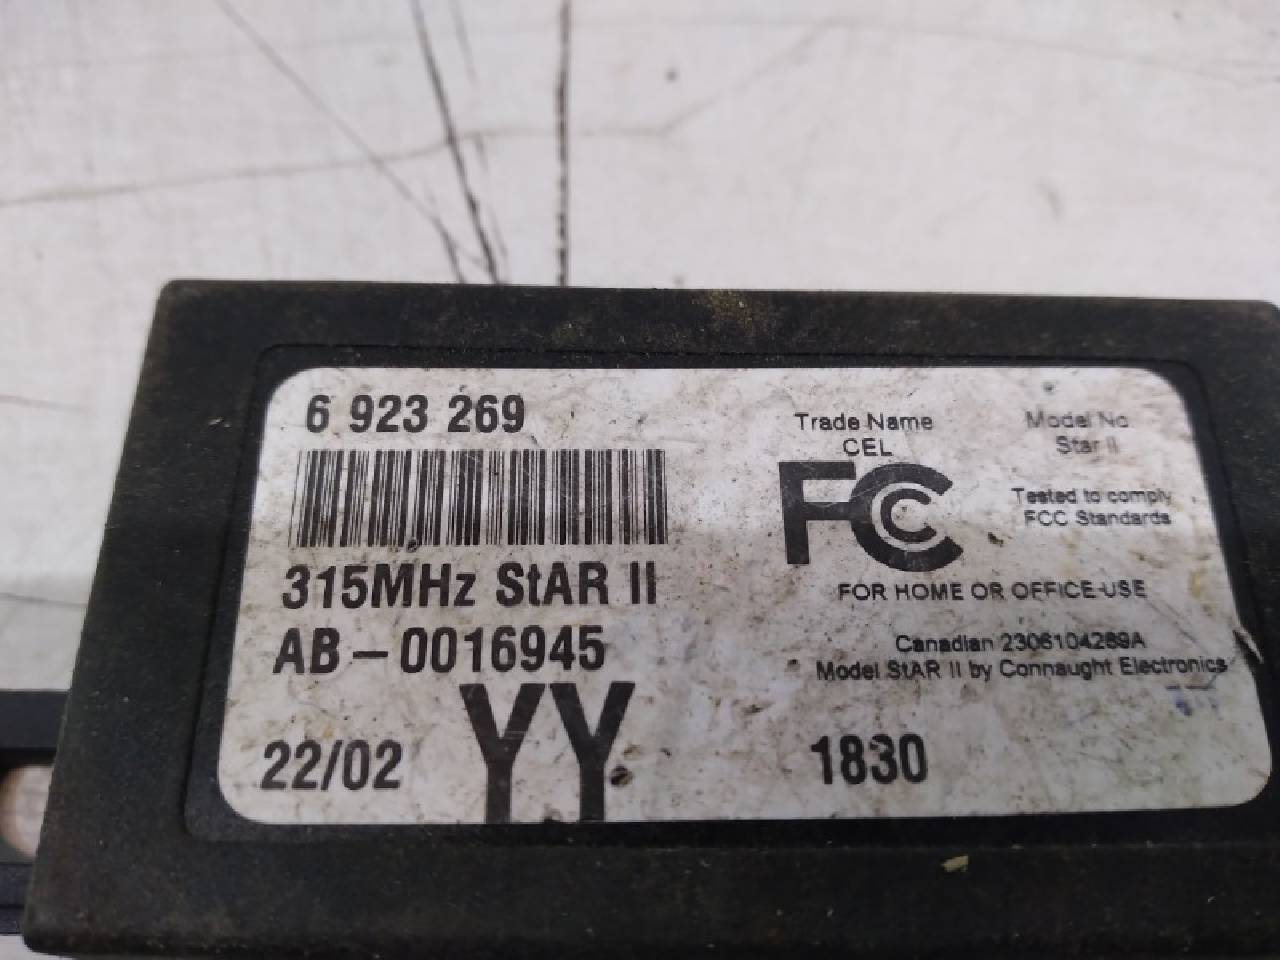 6 923 269
Trade Name
CEL
Model No
Star II
FCC
Tested to comply
FCC Standards
315MHz StAR II
FOR HOME OR OFFICE USE
AB-0016945
Canadian 2306104269A
Model StAR II by Connaught Electronics
YY
22/02
1830